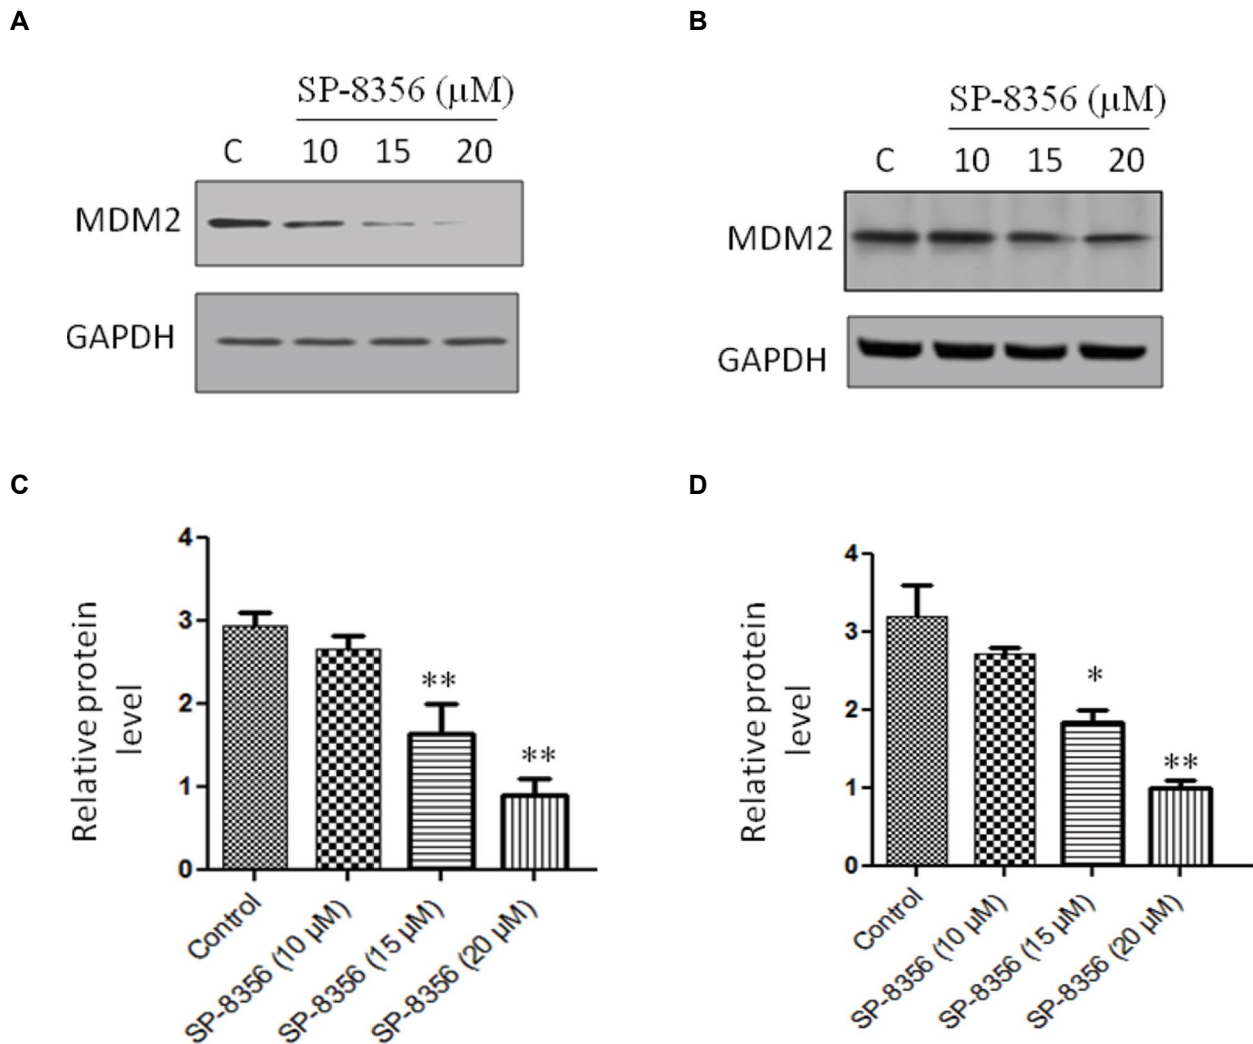 A
SP-8356 (µM)
C 10 15 20
MDM2
GAPDH
B
SP-8356 (µM)
C 10 15 20
MDM2
GAPDH
C
Relative protein
level
4
3
2
1
0
**
**
Control
SP-8356 (10 µM)
SP-8356 (15 µM)
SP-8356 (20 µM)
D
Relative protein
level
4
3
2
1
0
*
**
Control
SP-8356 (10 µM)
SP-8356 (15 µM)
SP-8356 (20 µM)